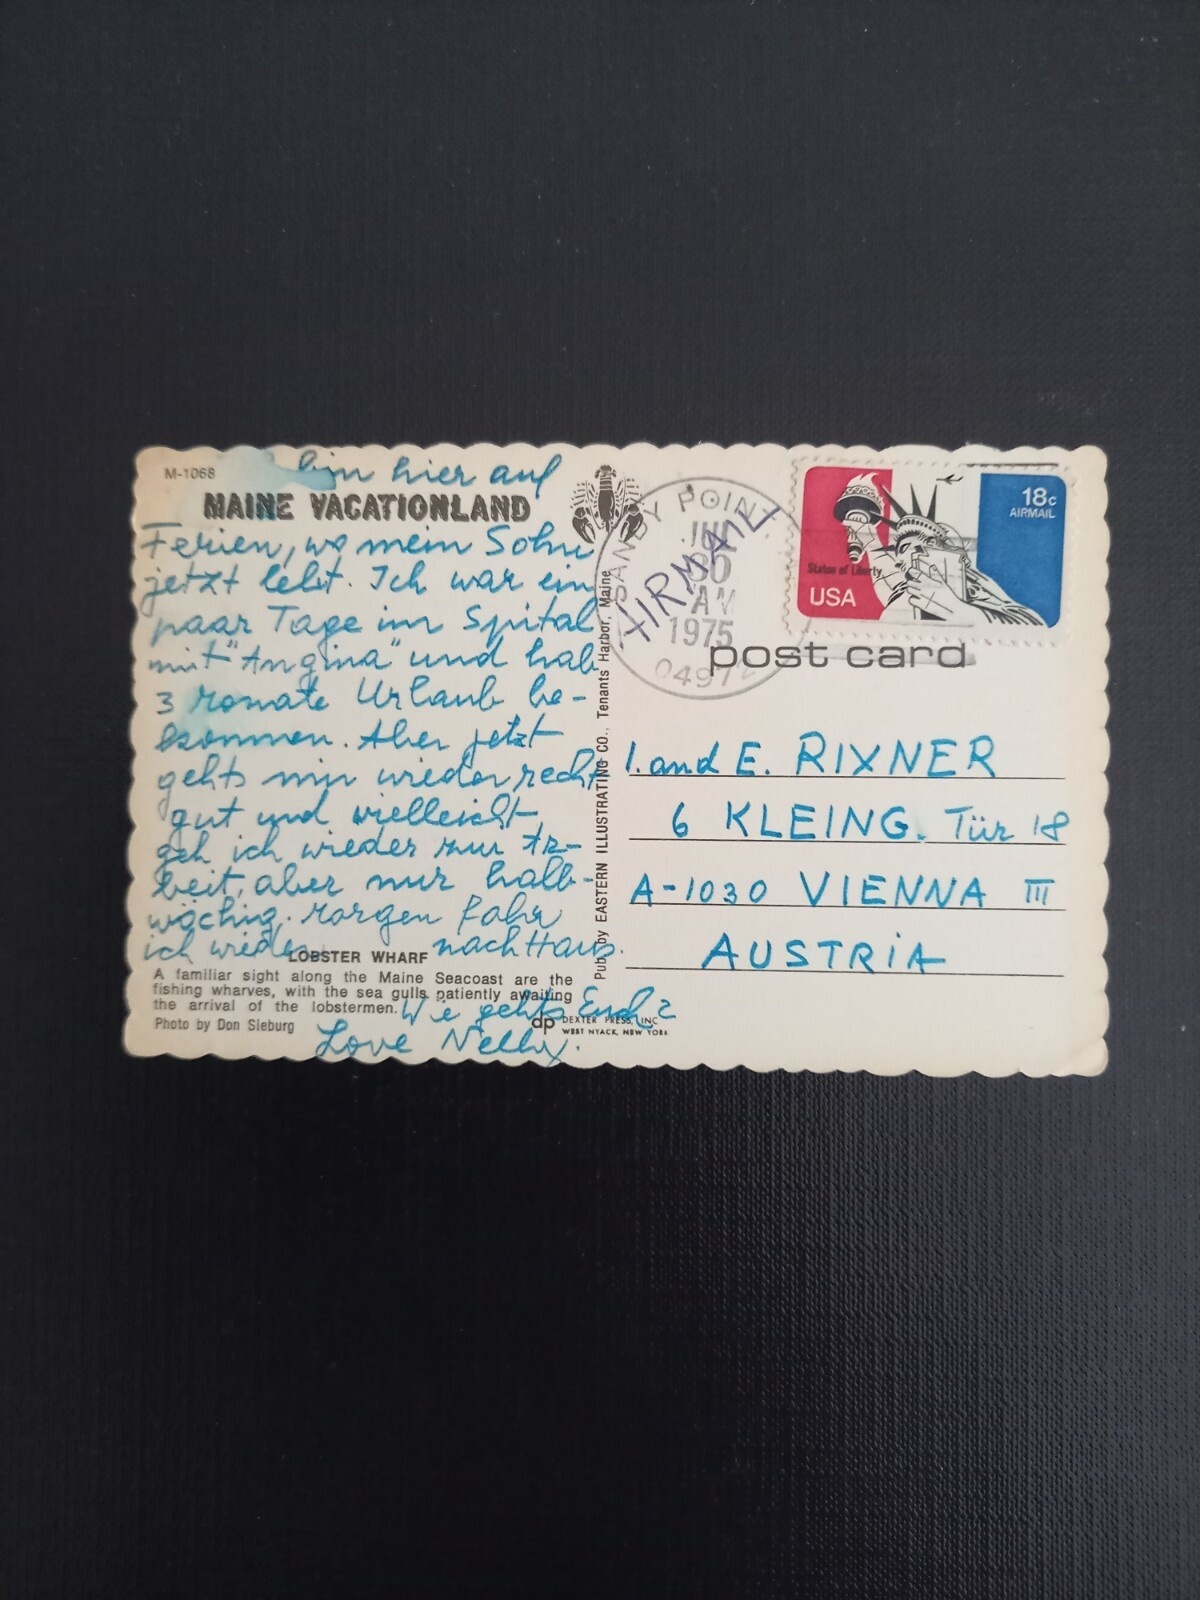 M-1068
bin hier auf
MAINE VACATIONLAND
Ferien, wo mein Sohn
jetzt lebt. Ich war ein
paar Tage im Spital
mit "Angina" und hab
3 Monate Urlaub be-
kommen. Aber jetzt
gehts mir wieder recht
gut und vielleicht
geh ich wieder zur Ar-
beit, aber nur halb-
wöchig. Morgen fahr
ich wieder nach Haus.
LOBSTER WHARF
A familiar sight along the Maine Seacoast are the
fishing wharves, with the sea gulls patiently awaiting
the arrival of the lobstermen.
Wie gehts Euch?
Photo by Don Sieburg
Love Nelly.
dp DEXTER PRESS, INC
WEST NYACK, NEW YORK
Pub. by EASTERN ILLUSTRATING CO., Tenants Harbor, Maine
SANDY POINT
30
AM
1975
04972
AIRMAIL
18c
AIRMAIL
Statue of Liberty
USA
post card
I. and E. RIXNER
6 KLEING. Tür 18
A-1030 VIENNA III
AUSTRIA